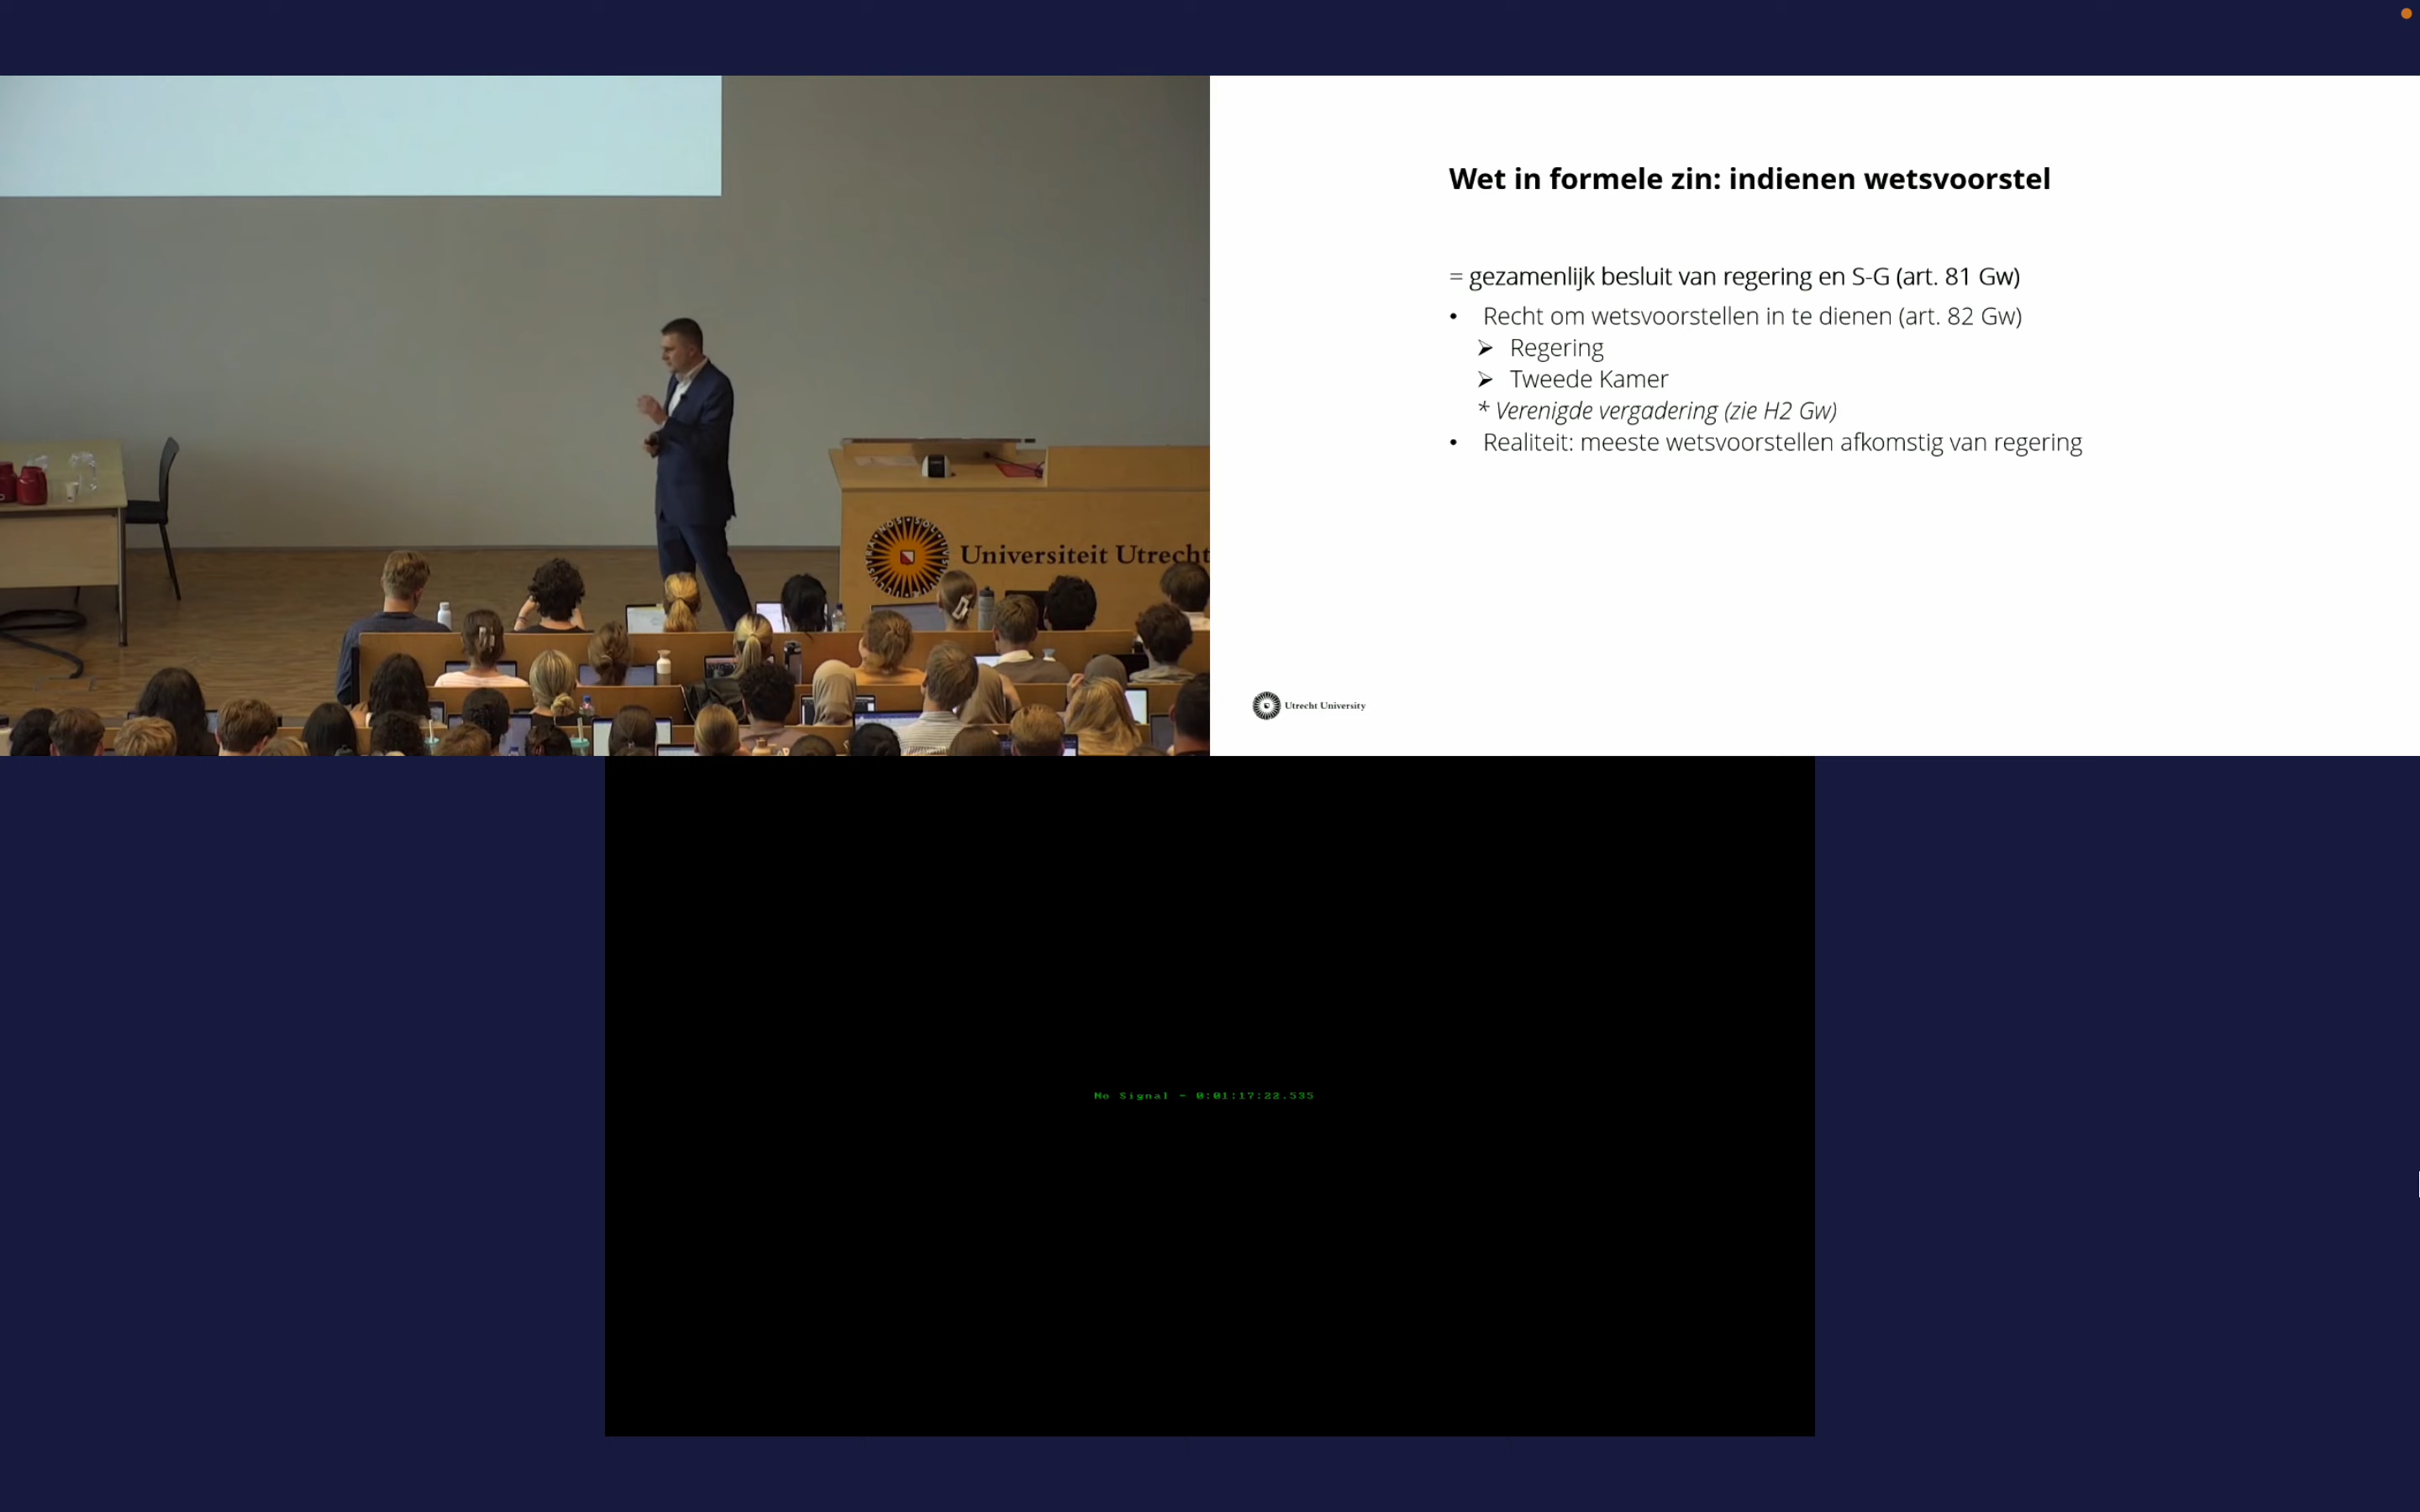 Wet in formele zin: indienen wetsvoorstel
= gezamenlijk besluit van regering en S-G (art. 81 Gw)
• Recht om wetsvoorstellen in te dienen (art. 82 Gw)
➢ Regering
➢ Tweede Kamer
* Verenigde vergadering (zie H2 Gw)
• Realiteit: meeste wetsvoorstellen afkomstig van regering
Universiteit Utrecht
Utrecht University
No Signal - 0:01:17:22.535